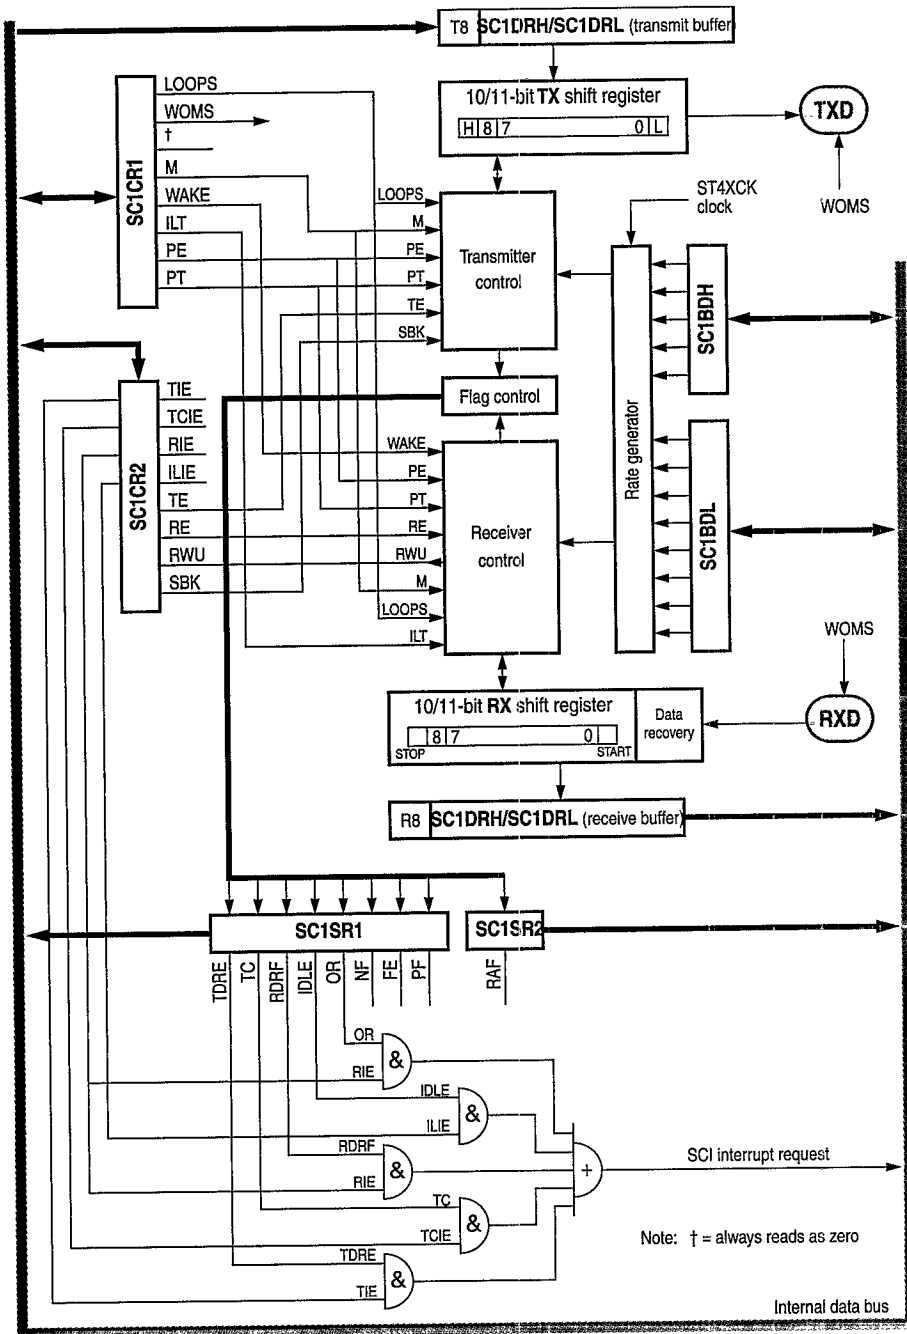 T8 SC1DRH/SC1DRL (transmit buffer)
10/11-bit TX shift register
H 8 7 0 L
TXD
WOMS
ST4XCK
clock
SC1CR1
LOOPS
WOMS
†
M
WAKE
ILT
PE
PT
LOOPS
M
PE
PT
TE
SBK
Transmitter
control
Flag control
Rate generator
SC1BDH
SC1BDL
SC1CR2
TIE
TCIE
RIE
ILIE
TE
RE
RWU
SBK
WAKE
PE
PT
RE
RWU
M
LOOPS
ILT
Receiver
control
WOMS
RXD
10/11-bit RX shift register
8 7 0
STOP START
Data
recovery
R8 SC1DRH/SC1DRL (receive buffer)
SC1SR1
SC1SR2
TDRE
TC
RDRF
IDLE
OR
NF
FE
PF
RAF
OR
RIE
&
IDLE
ILIE
&
RDRF
RIE
&
TC
TCIE
&
TDRE
TIE
&
+
SCI interrupt request
Note: † = always reads as zero
Internal data bus